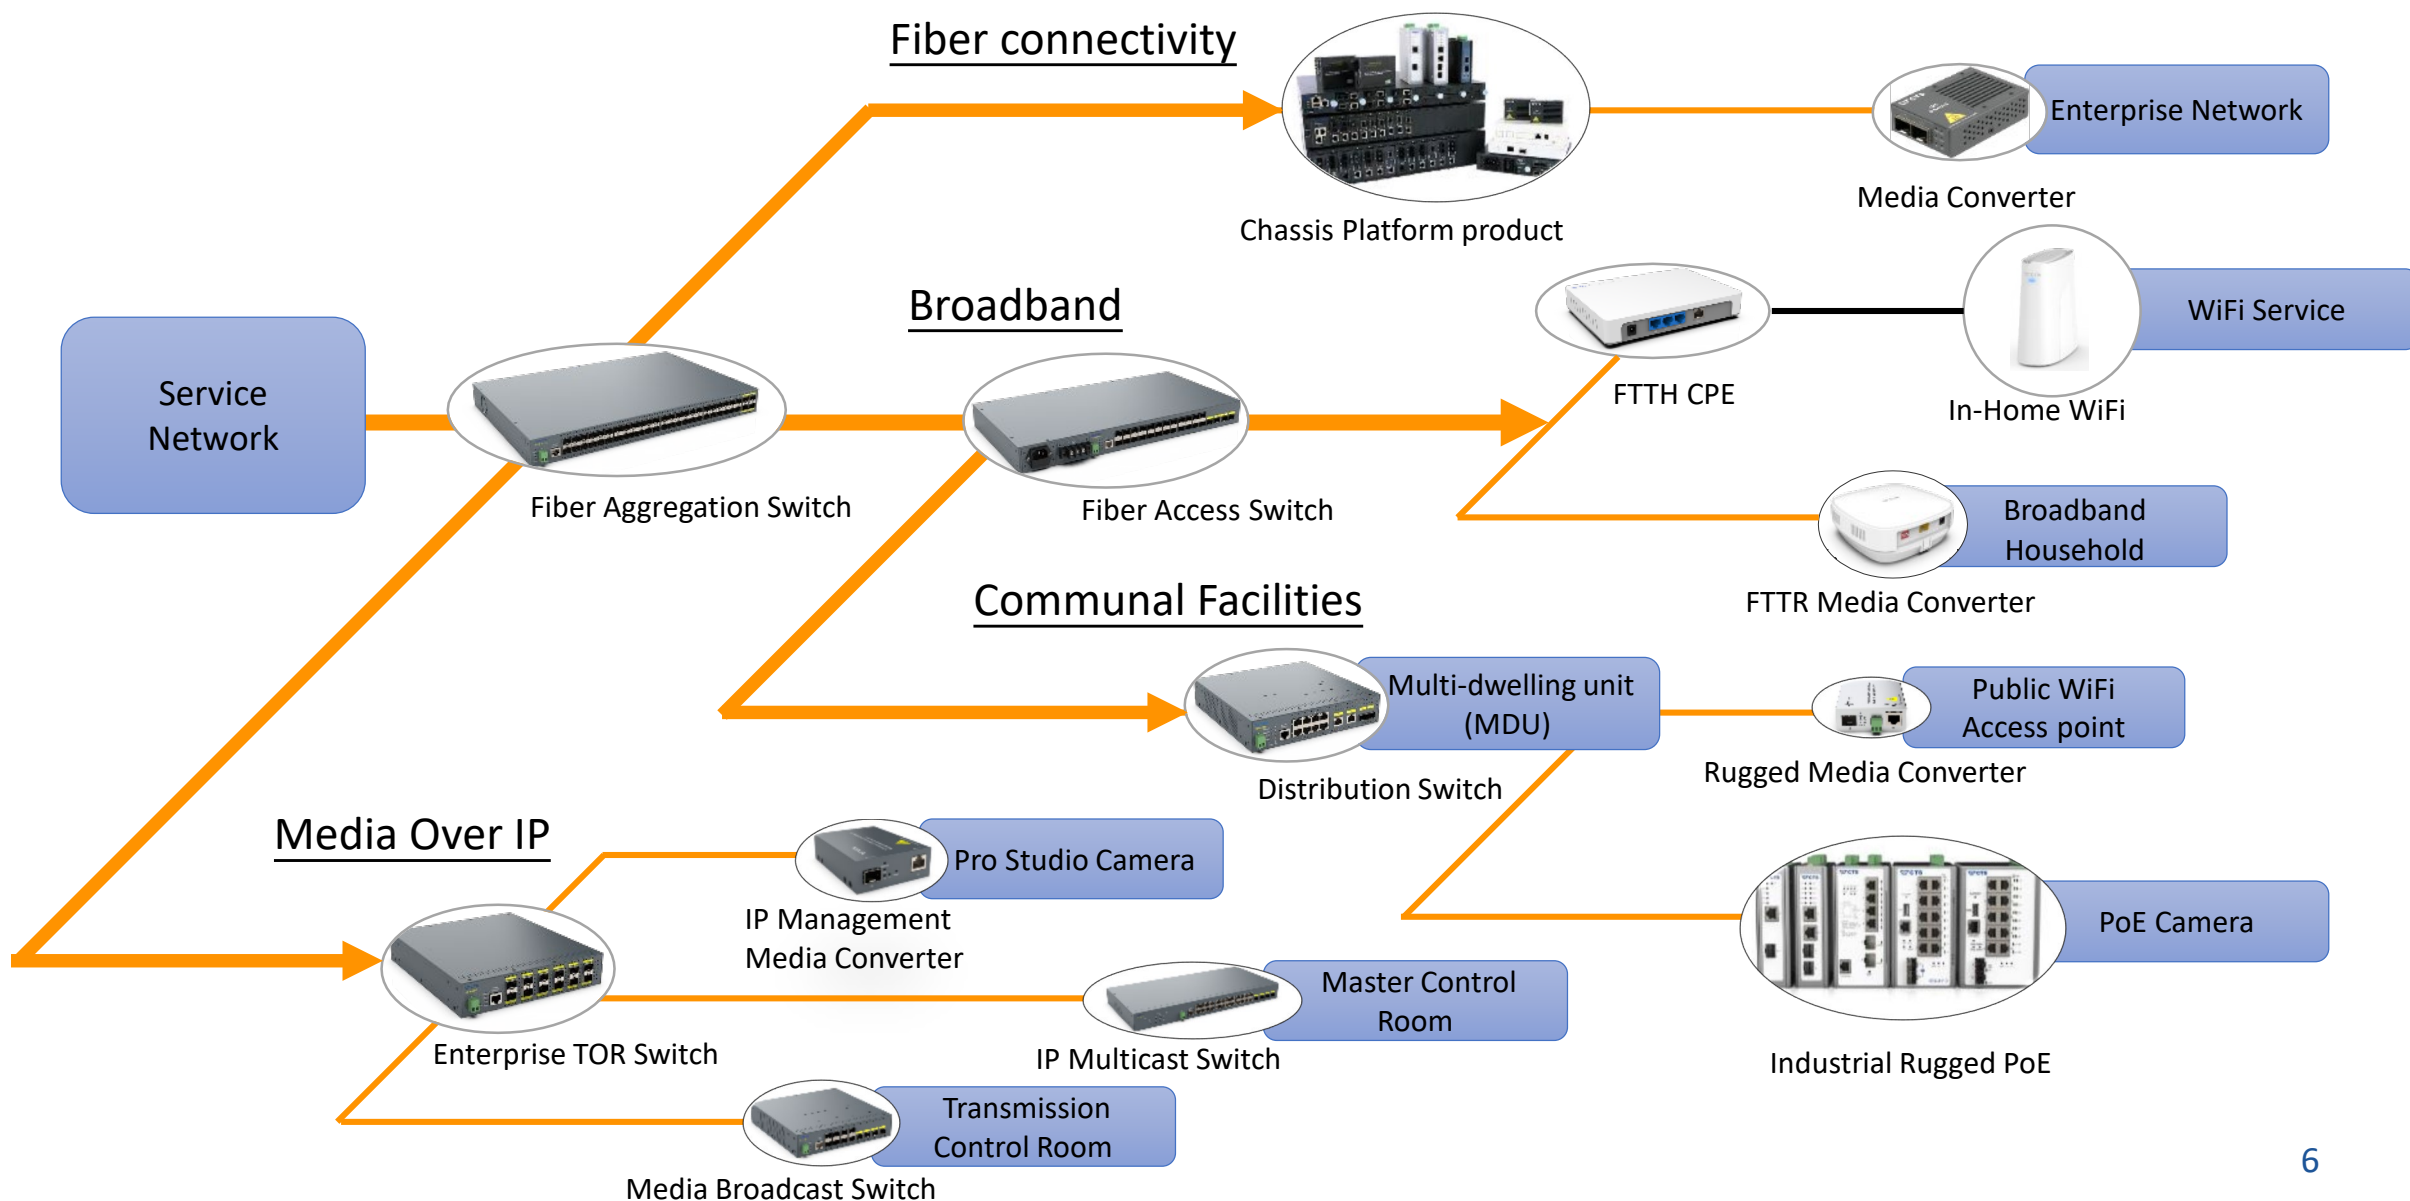 Fiber connectivity
Enterprise Network
Media Converter
Chassis Platform product
Broadband
WiFi Service
Service
Network
FTTH CPE
In-Home WiFi
Fiber Aggregation Switch
Fiber Access Switch
Broadband
Household
FTTR Media Converter
Communal Facilities
Multi-dwelling unit
(MDU)
Public WiFi
Access point
Rugged Media Converter
Distribution Switch
Media Over IP
Pro Studio Camera
IP Management
Media Converter
PoE Camera
Master Control
Room
Enterprise TOR Switch
IP Multicast Switch
Industrial Rugged PoE
Transmission
Control Room
Media Broadcast Switch
6